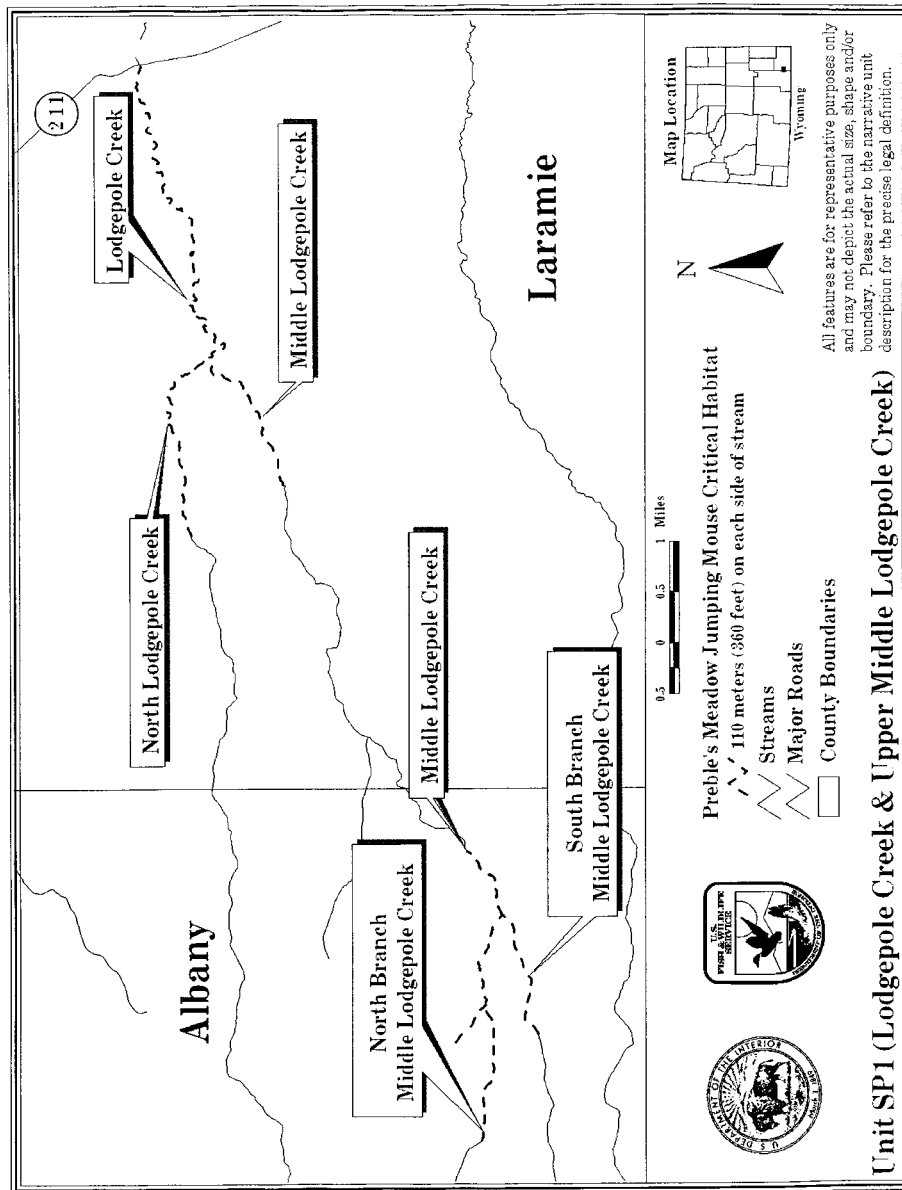 211
Lodgepole Creek
North Lodgepole Creek
Middle Lodgepole Creek
Albany
Laramie
North Branch
Middle Lodgepole Creek
Middle Lodgepole Creek
South Branch
Middle Lodgepole Creek
0.5 0 0.5 1 Miles
Preble's Meadow Jumping Mouse Critical Habitat
110 meters (360 feet) on each side of stream
Streams
Major Roads
County Boundaries
N
Map Location
Wyoming
U.S. DEPARTMENT OF THE INTERIOR
U.S.
FISH & WILDLIFE
SERVICE
All features are for representative purposes only
and may not depict the actual size, shape and/or
boundary. Please refer to the narrative unit
description for the precise legal definition.
Unit SP1 (Lodgepole Creek & Upper Middle Lodgepole Creek)